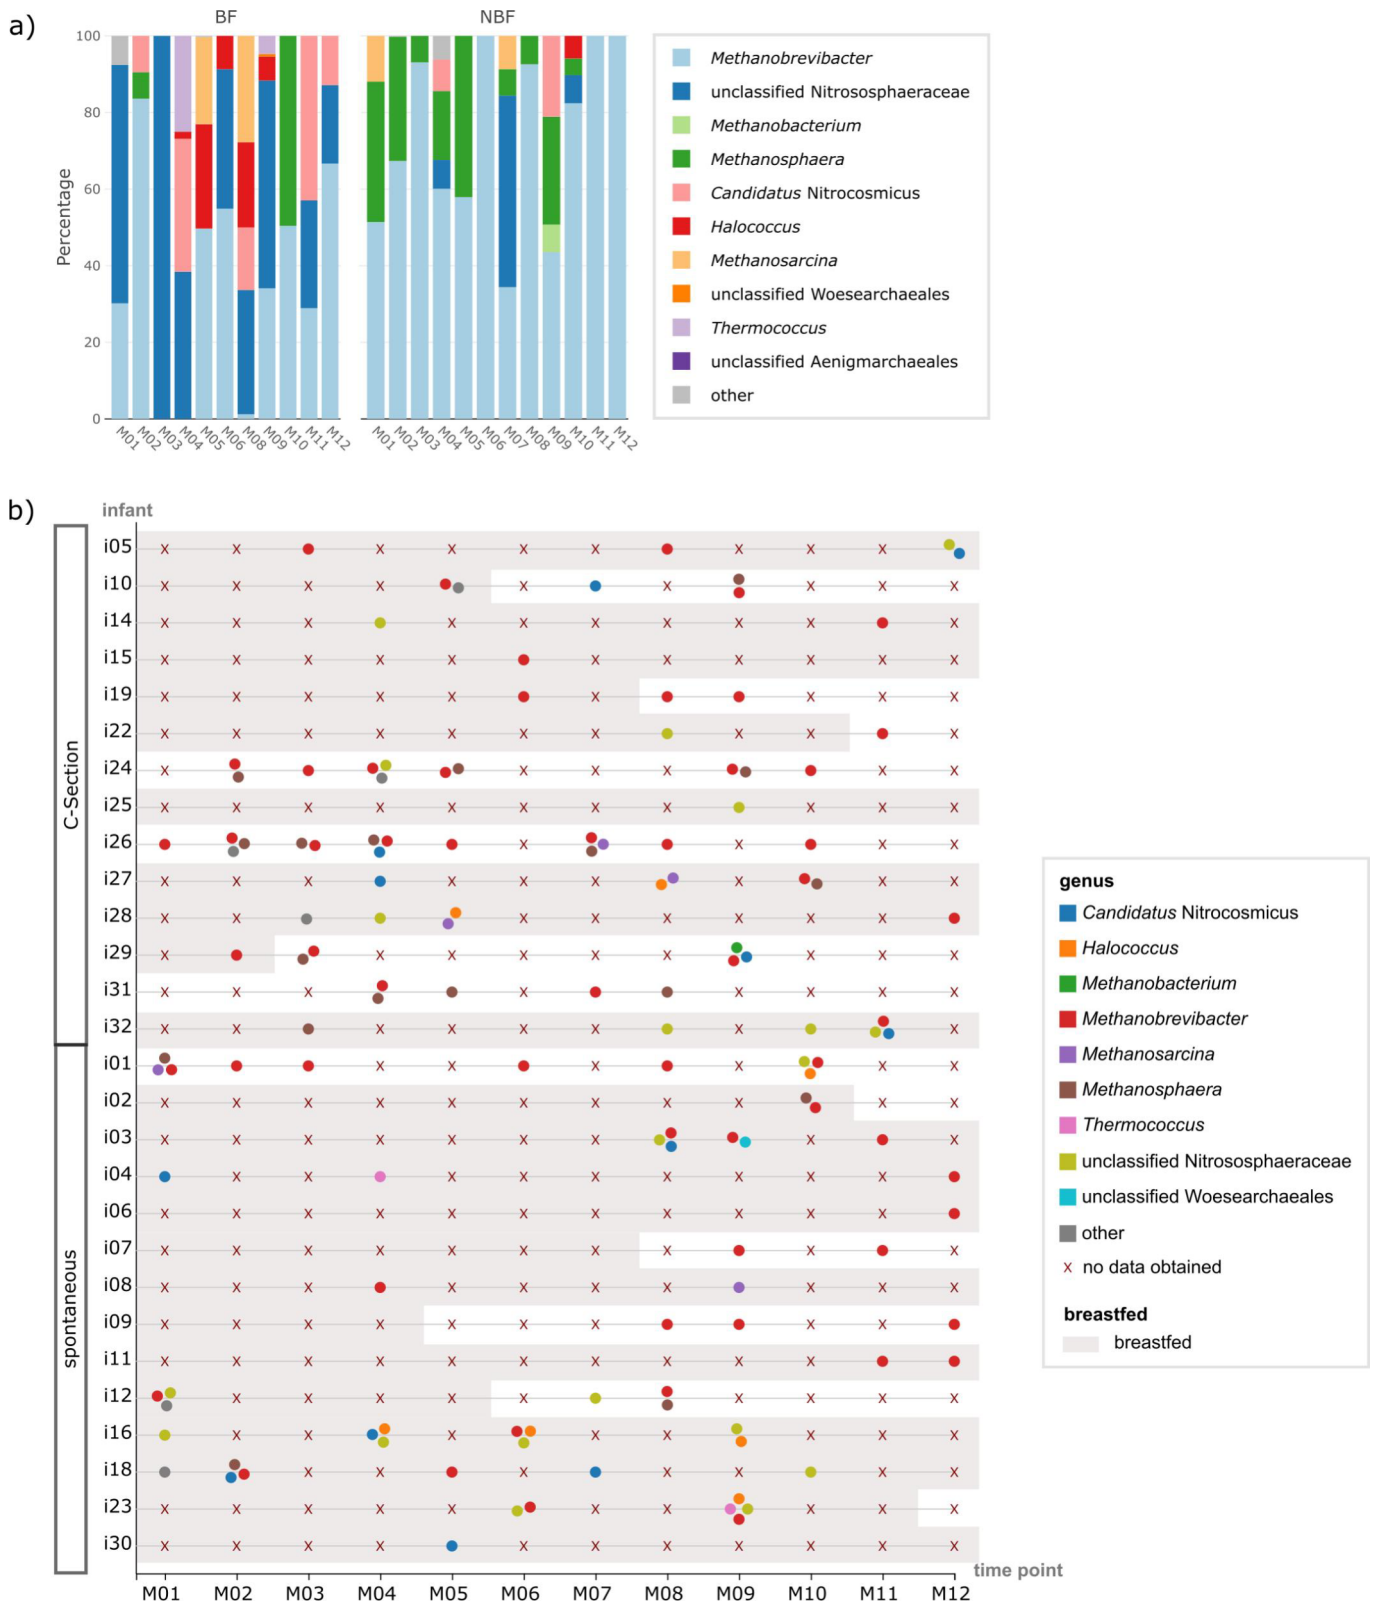 a)
BF
NBF
Percentage
100
80
60
40
20
0
M01 M02 M03 M04 M05 M06 M08 M09 M10 M11 M12
M01 M02 M03 M04 M05 M06 M07 M08 M09 M10 M11 M12
Methanobrevibacter
unclassified Nitrososphaeraceae
Methanobacterium
Methanosphaera
Candidatus Nitrocosmicus
Halococcus
Methanosarcina
unclassified Woesearchaeales
Thermococcus
unclassified Aenigmarchaeales
other
b)
infant
C-Section
i05 X X X X X X X X X
i10 X X X X X X X X X
i14 X X X X X X X X X X
i15 X X X X X X X X X X X
i19 X X X X X X X X X
i22 X X X X X X X X X X
i24 X X X X X X
i25 X X X X X X X X X X X
i26 X X X X
i27 X X X X X X X X X
i28 X X X X X X X X
i29 X X X X X X X X X
i31 X X X X X X X X
i32 X X X X X X X X
spontaneous
i01 X X X X X X
i02 X X X X X X X X X X X
i03 X X X X X X X X X
i04 X X X X X X X X X
i06 X X X X X X X X X X X
i07 X X X X X X X X X X
i08 X X X X X X X X X X
i09 X X X X X X X X X
i11 X X X X X X X X X X
i12 X X X X X X X X X
i16 X X X X X X X X
i18 X X X X X X X
i23 X X X X X X X X X X
i30 X X X X X X X X X X X
time point
M01 M02 M03 M04 M05 M06 M07 M08 M09 M10 M11 M12
genus
Candidatus Nitrocosmicus
Halococcus
Methanobacterium
Methanobrevibacter
Methanosarcina
Methanosphaera
Thermococcus
unclassified Nitrososphaeraceae
unclassified Woesearchaeales
other
x no data obtained
breastfed
breastfed